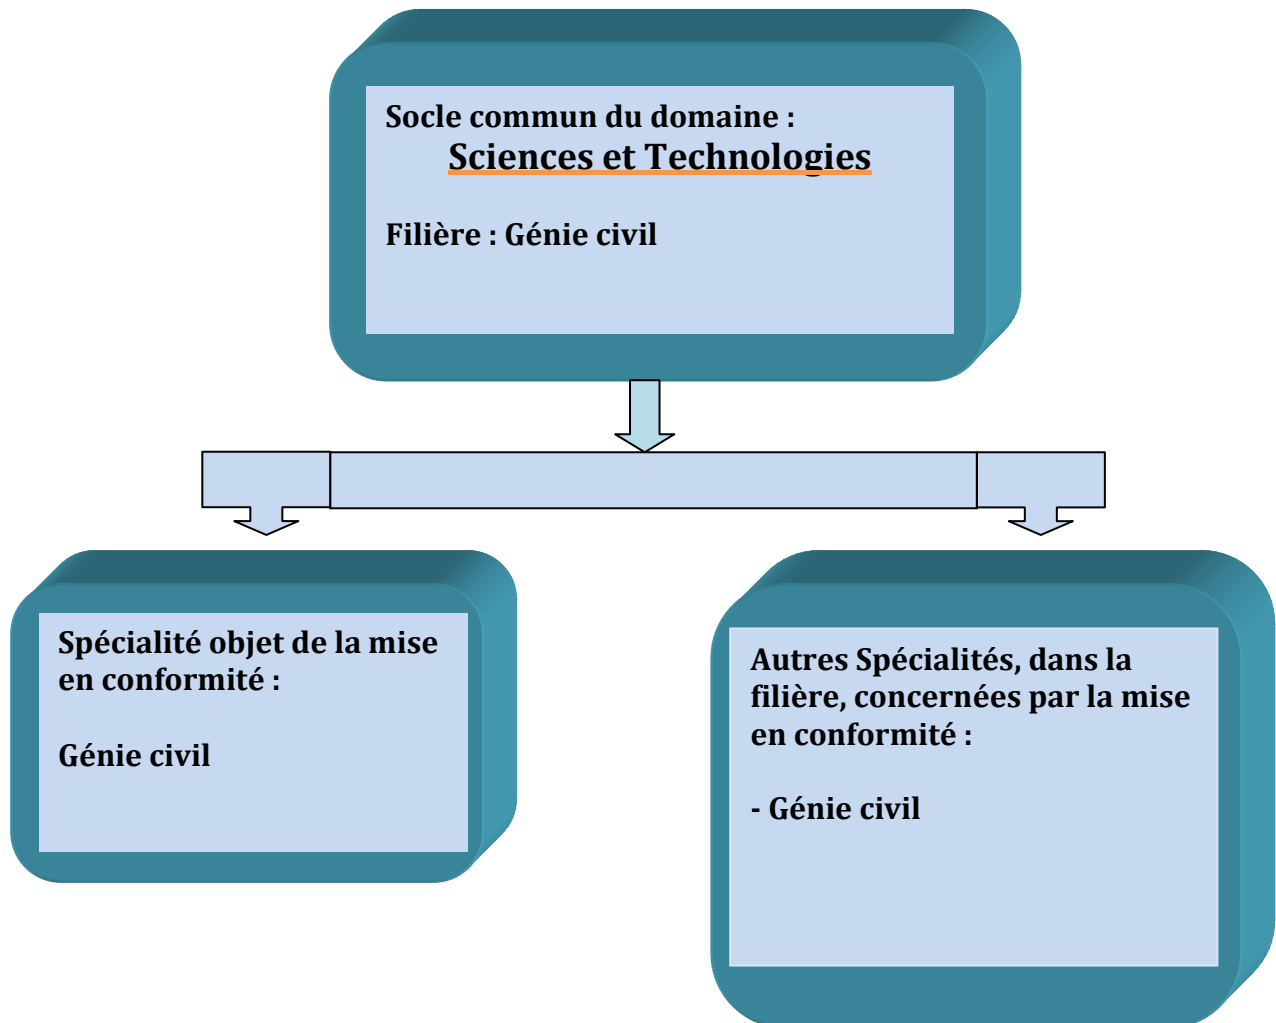 Socle commun du domaine :
Sciences et Technologies
Filière : Génie civil
Spécialité objet de la mise
en conformité :
Génie civil
Autres Spécialités, dans la
filière, concernées par la mise
en conformité :
- Génie civil